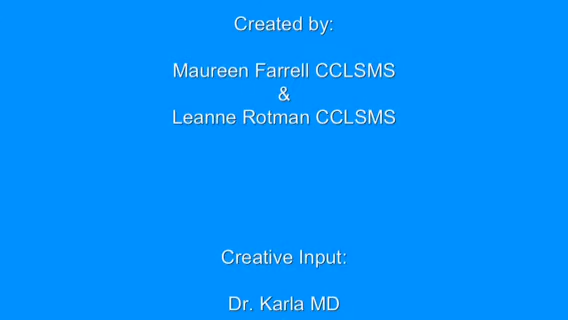 Created by:
Maureen Farrell CCLSMS
&
Leanne Rotman CCLSMS
Creative Input:
Dr. Karla MD